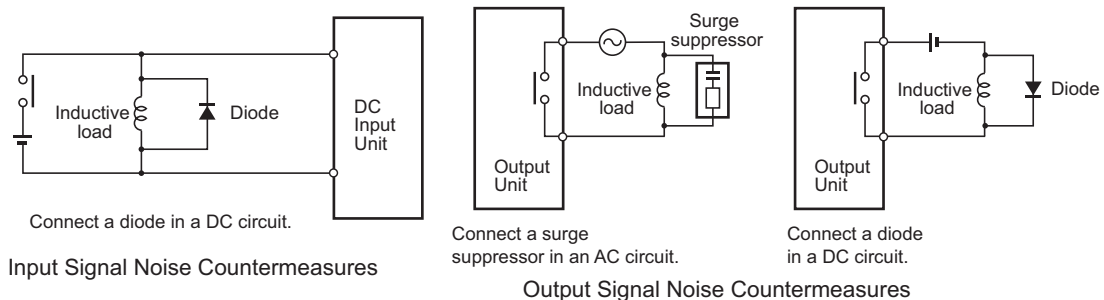 Inductive
load
Diode
DC
Input
Unit
Connect a diode in a DC circuit.
Input Signal Noise Countermeasures
Surge
suppressor
Inductive
load
Output
Unit
Connect a surge
suppressor in an AC circuit.
Inductive
load
Diode
Output
Unit
Connect a diode
in a DC circuit.
Output Signal Noise Countermeasures